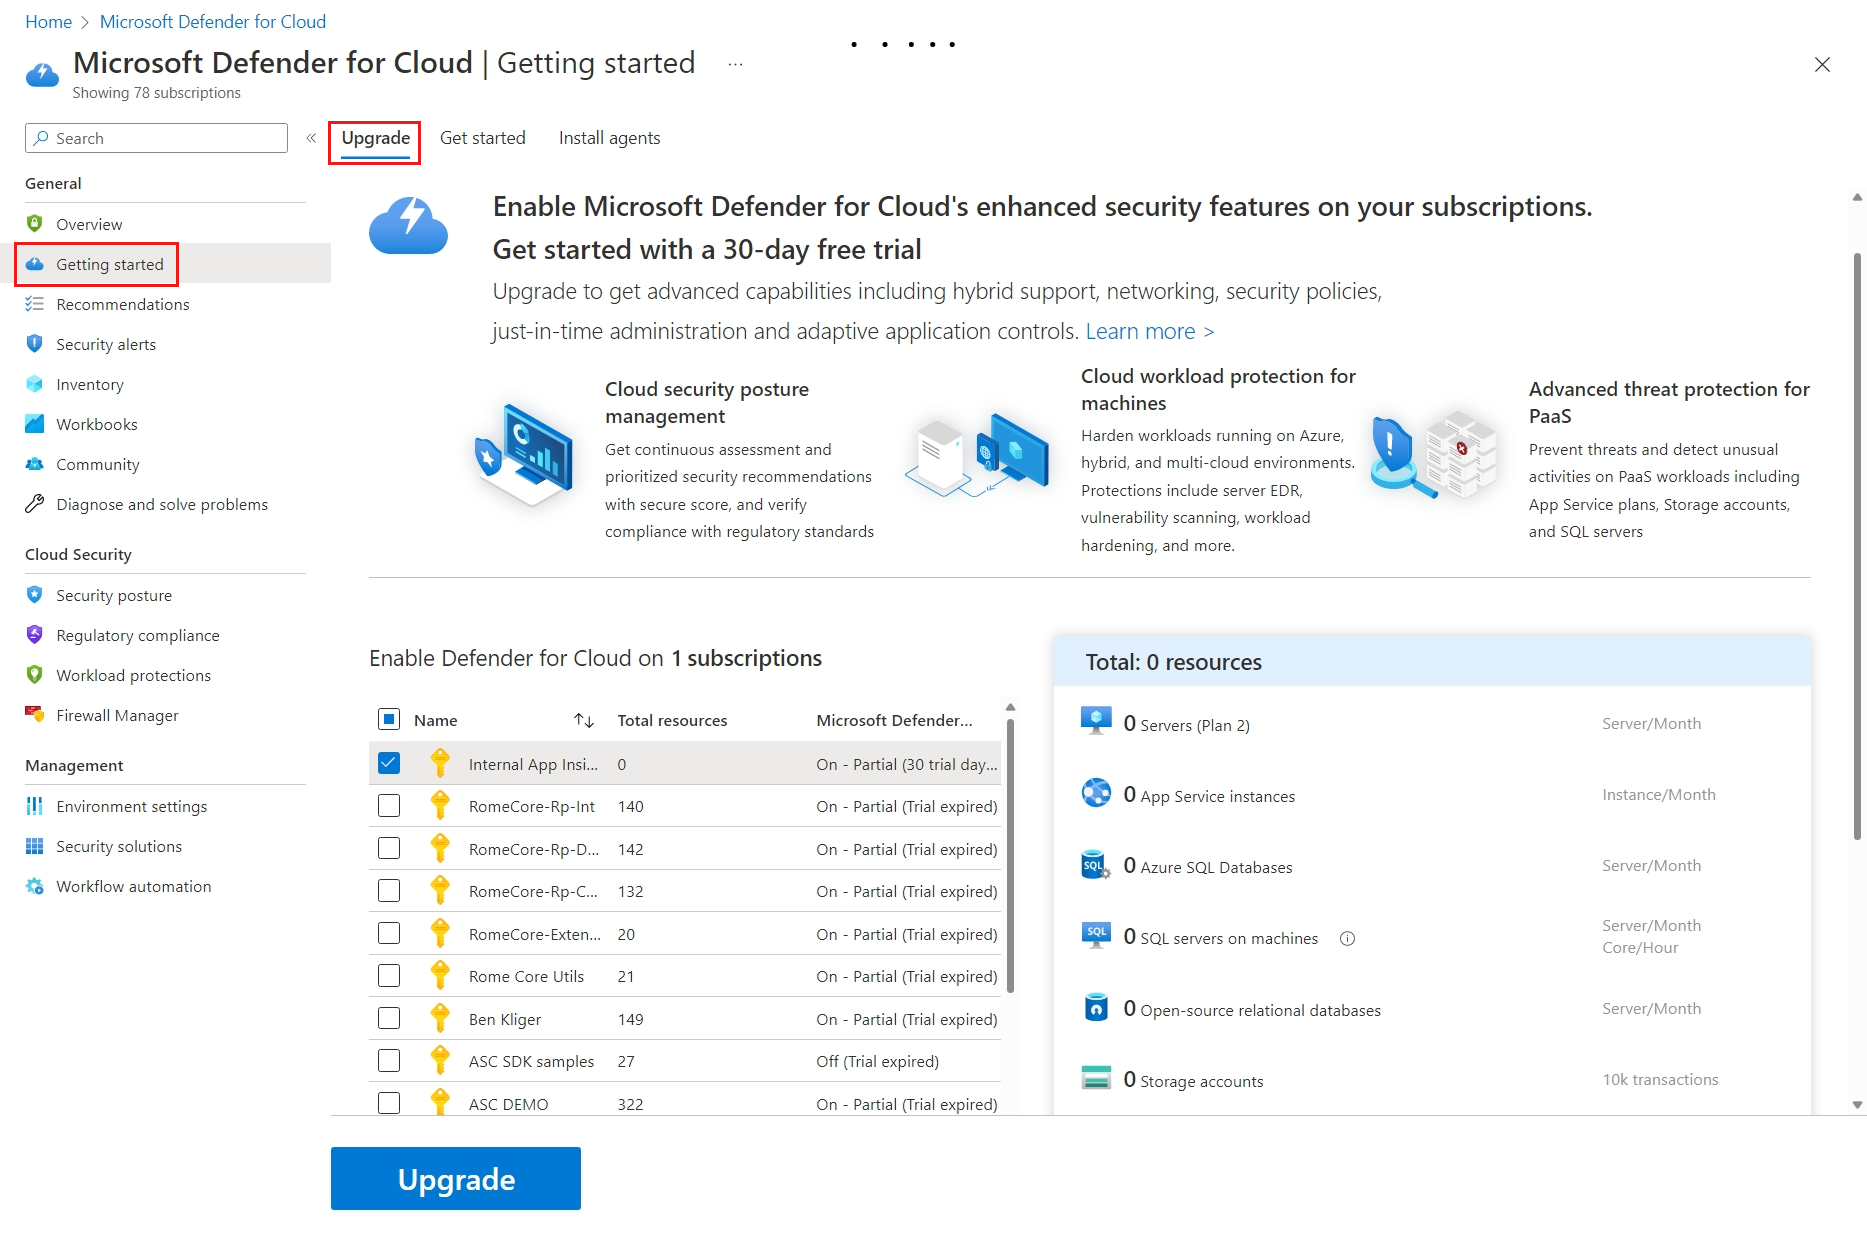 Home > Microsoft Defender for Cloud
Microsoft Defender for Cloud | Getting started ...
Showing 78 subscriptions
Search
«
Upgrade
Get started
Install agents
General
Overview
Getting started
Recommendations
Security alerts
Inventory
Workbooks
Community
Diagnose and solve problems
Cloud Security
Security posture
Regulatory compliance
Workload protections
Firewall Manager
Management
Environment settings
Security solutions
Workflow automation
Enable Microsoft Defender for Cloud's enhanced security features on your subscriptions.
Get started with a 30-day free trial
Upgrade to get advanced capabilities including hybrid support, networking, security policies,
just-in-time administration and adaptive application controls. Learn more >
Cloud security posture
management
Get continuous assessment and
prioritized security recommendations
with secure score, and verify
compliance with regulatory standards
Cloud workload protection for
machines
Harden workloads running on Azure,
hybrid, and multi-cloud environments.
Protections include server EDR,
vulnerability scanning, workload
hardening, and more.
Advanced threat protection for
PaaS
Prevent threats and detect unusual
activities on PaaS workloads including
App Service plans, Storage accounts,
and SQL servers
Enable Defender for Cloud on 1 subscriptions
Name ↑↓ Total resources Microsoft Defender...
Internal App Insi... 0 On - Partial (30 trial day...
RomeCore-Rp-Int 140 On - Partial (Trial expired)
RomeCore-Rp-D... 142 On - Partial (Trial expired)
RomeCore-Rp-C... 132 On - Partial (Trial expired)
RomeCore-Exten... 20 On - Partial (Trial expired)
Rome Core Utils 21 On - Partial (Trial expired)
Ben Kliger 149 On - Partial (Trial expired)
ASC SDK samples 27 Off (Trial expired)
ASC DEMO 322 On - Partial (Trial expired)
Total: 0 resources
0 Servers (Plan 2) Server/Month
0 App Service instances Instance/Month
SQL
0 Azure SQL Databases Server/Month
SQL
0 SQL servers on machines Server/Month
Core/Hour
0 Open-source relational databases Server/Month
0 Storage accounts 10k transactions
Upgrade